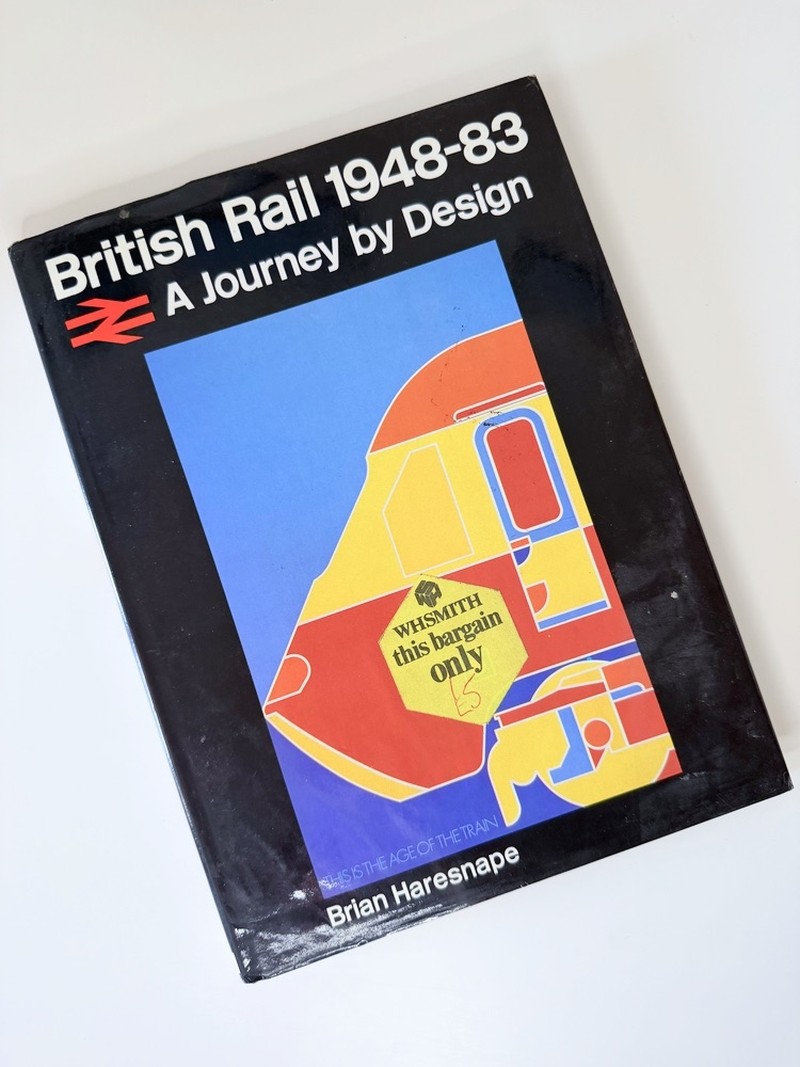 British Rail 1948-83
A Journey by Design
WHSMITH
this bargain
only
£5
THIS IS THE AGE OF THE TRAIN
Brian Haresnape